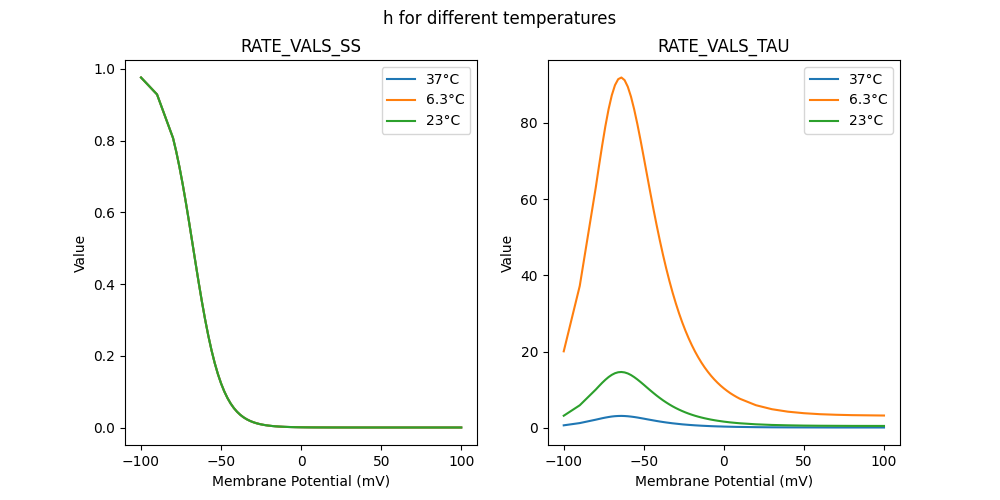 h for different temperatures
RATE_VALS_SS
Value
1.0
0.8
0.6
0.4
0.2
0.0
−100
−50
0
50
100
Membrane Potential (mV)
37°C
6.3°C
23°C
RATE_VALS_TAU
Value
80
60
40
20
0
−100
−50
0
50
100
Membrane Potential (mV)
37°C
6.3°C
23°C